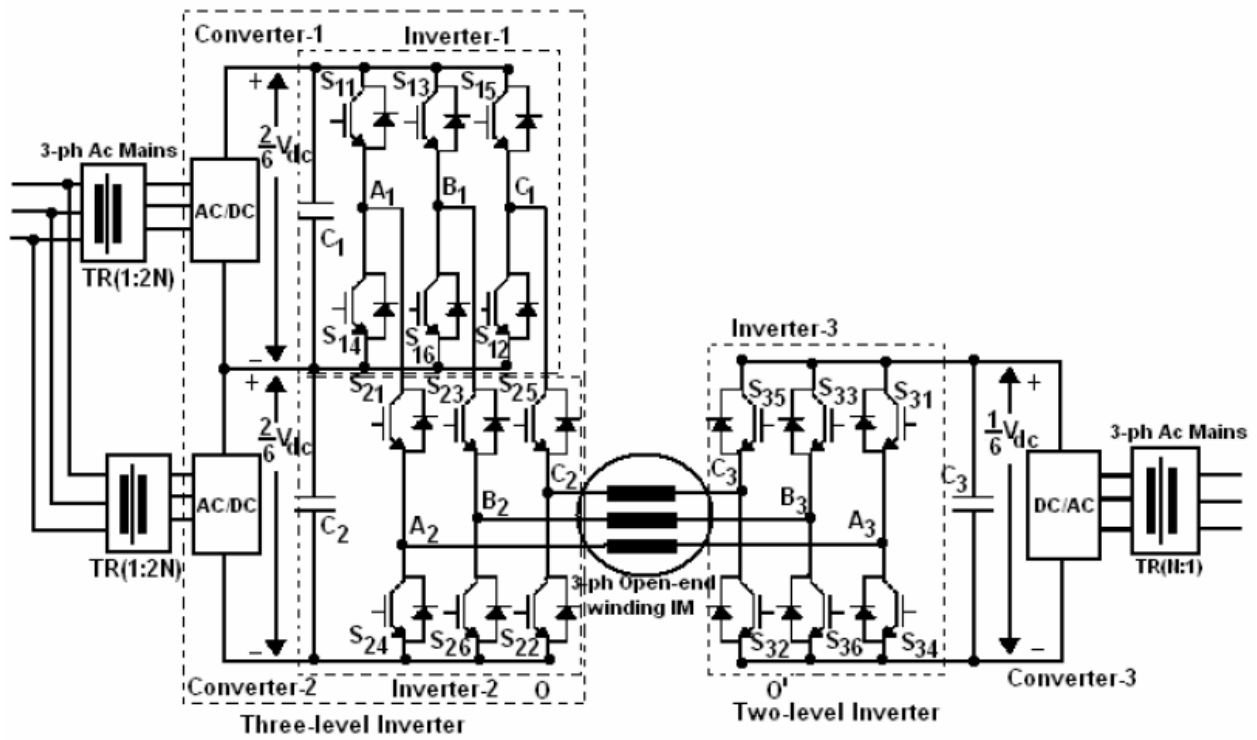 Converter-1
Inverter-1
S11
S13
S15
+
2/6 Vdc
3-ph Ac Mains
AC/DC
A1
B1
C1
C1
TR(1:2N)
S14
S16
S12
−
Inverter-3
+
S21
S23
S25
S35
S33
S31
+
2/6 Vdc
1/6 Vdc
3-ph Ac Mains
AC/DC
C2
C3
C3
DC/AC
B2
B3
C2
A2
A3
TR(1:2N)
TR(N:1)
3-ph Open-end
winding IM
S24
S26
S22
S32
S36
S34
−
−
Converter-2
Inverter-2
O
O'
Converter-3
Three-level Inverter
Two-level Inverter